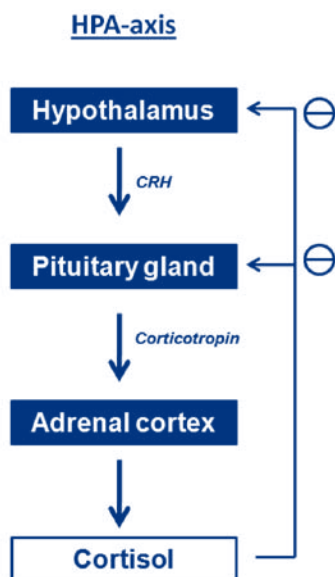 HPA-axis
Hypothalamus
CRH
Pituitary gland
Corticotropin
Adrenal cortex
Cortisol